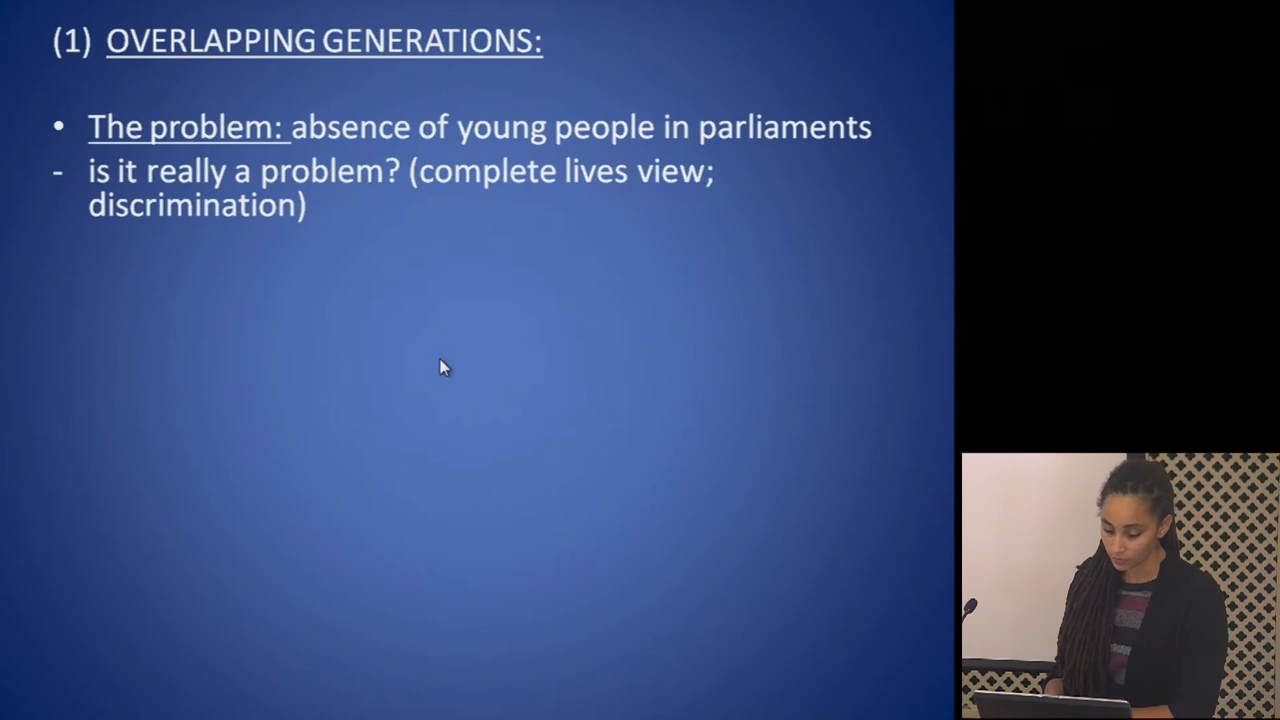 (1) OVERLAPPING GENERATIONS:
• The problem: absence of young people in parliaments
- is it really a problem? (complete lives view;
discrimination)